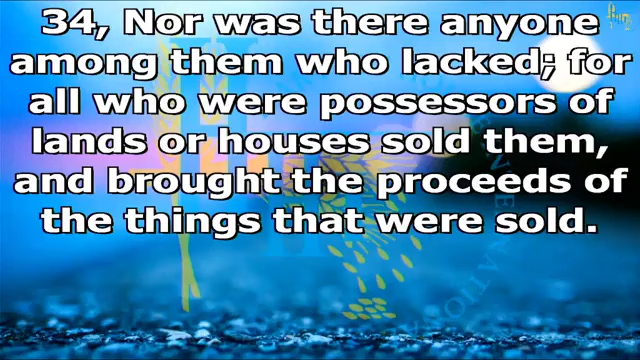 34, Nor was there anyone
among them who lacked; for
all who were possessors of
lands or houses sold them,
and brought the proceeds of
the things that were sold.